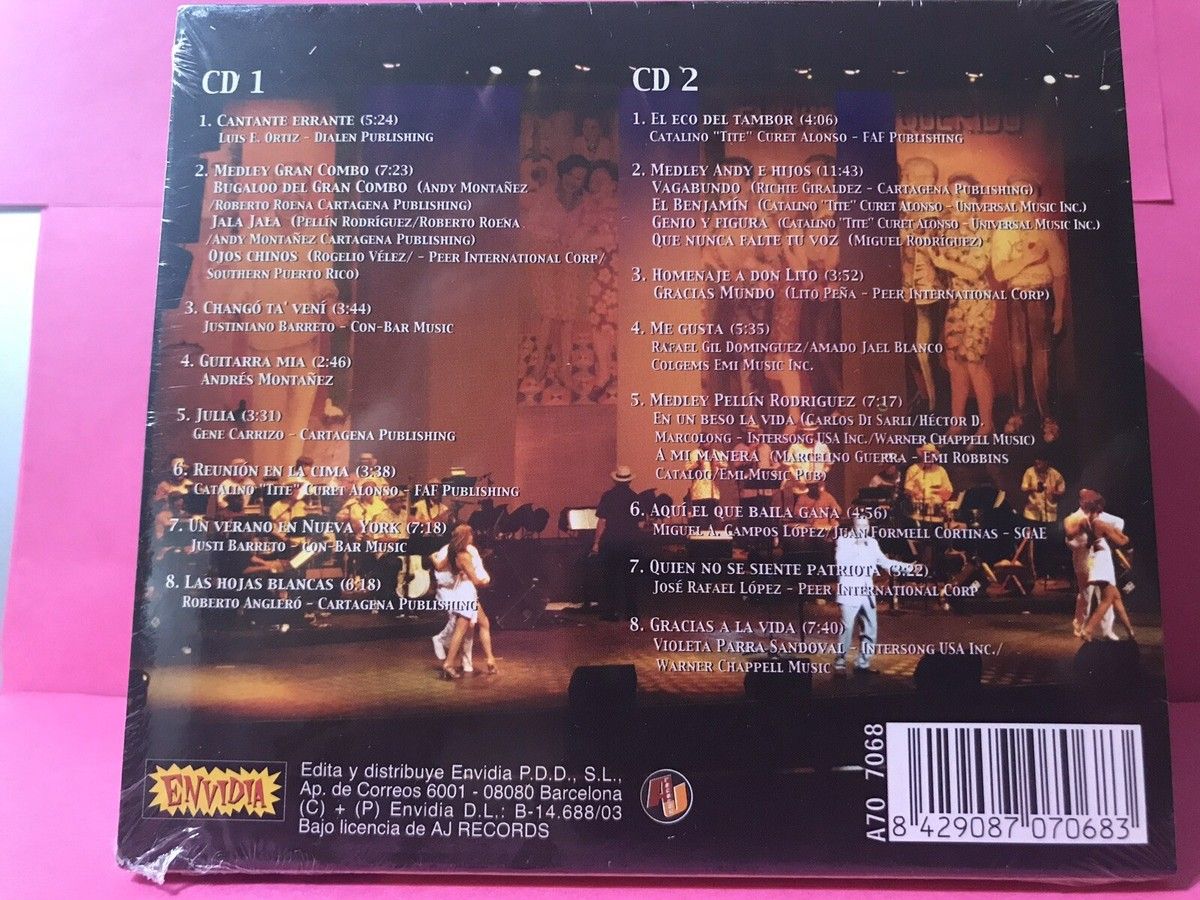 CD 1
1. Cantante errante (5:24)
Luis E. Ortiz - Dialen Publishing
2. Medley Gran Combo (7:23)
Bugaloo del Gran Combo (Andy Montañez
/Roberto Roena Cartagena Publishing)
Jala Jala (Pellín Rodríguez/Roberto Roena
/Andy Montañez Cartagena Publishing)
Ojos chinos (Rogelio Vélez/ - Peer International Corp/
Southern Puerto Rico)
3. Changó ta' vení (3:44)
Justiniano Barreto - Con-Bar Music
4. Guitarra mia (2:46)
Andrés Montañez
5. Julia (3:31)
Gene Carrizo - Cartagena Publishing
6. Reunión en la cima (3:38)
Catalino "Tite" Curet Alonso - FAF Publishing
7. Un verano en Nueva York (7:18)
Justi Barreto - Con-Bar Music
8. Las hojas blancas (6:18)
Roberto Angleró - Cartagena Publishing
CD 2
1. El eco del tambor (4:06)
Catalino "Tite" Curet Alonso - FAF Publishing
2. Medley Andy e hijos (11:43)
Vagabundo (Richie Giraldez - Cartagena Publishing)
El Benjamín (Catalino "Tite" Curet Alonso - Universal Music Inc.)
Genio y figura (Catalino "Tite" Curet Alonso - Universal Music Inc.)
Que nunca falte tu voz (Miguel Rodríguez)
3. Homenaje a don Lito (3:52)
Gracias Mundo (Lito Peña - Peer International Corp)
4. Me gusta (5:35)
Rafael Gil Dominguez/Amado Jael Blanco
Colgems Emi Music Inc.
5. Medley Pellín Rodriguez (7:17)
En un beso la vida (Carlos Di Sarli/Héctor D.
Marcolong - Intersong USA Inc./Warner Chappell Music)
A mi manera (Marcelino Guerra - Emi Robbins
Catalog/Emi Music Pub)
6. Aquí el que baila gana (4:56)
Miguel A. Campos López/Juan Formell Cortinas - SGAE
7. Quien no se siente patriota (3:22)
José Rafael López - Peer International Corp
8. Gracias a la vida (7:40)
Violeta Parra Sandoval - Intersong USA Inc./
Warner Chappell Music
ENVIDIA
Edita y distribuye Envidia P.D.D., S.L.,
Ap. de Correos 6001 - 08080 Barcelona
(C) + (P) Envidia D.L.: B-14.688/03
Bajo licencia de AJ RECORDS
AJ
A70 7068
8 429087 070683